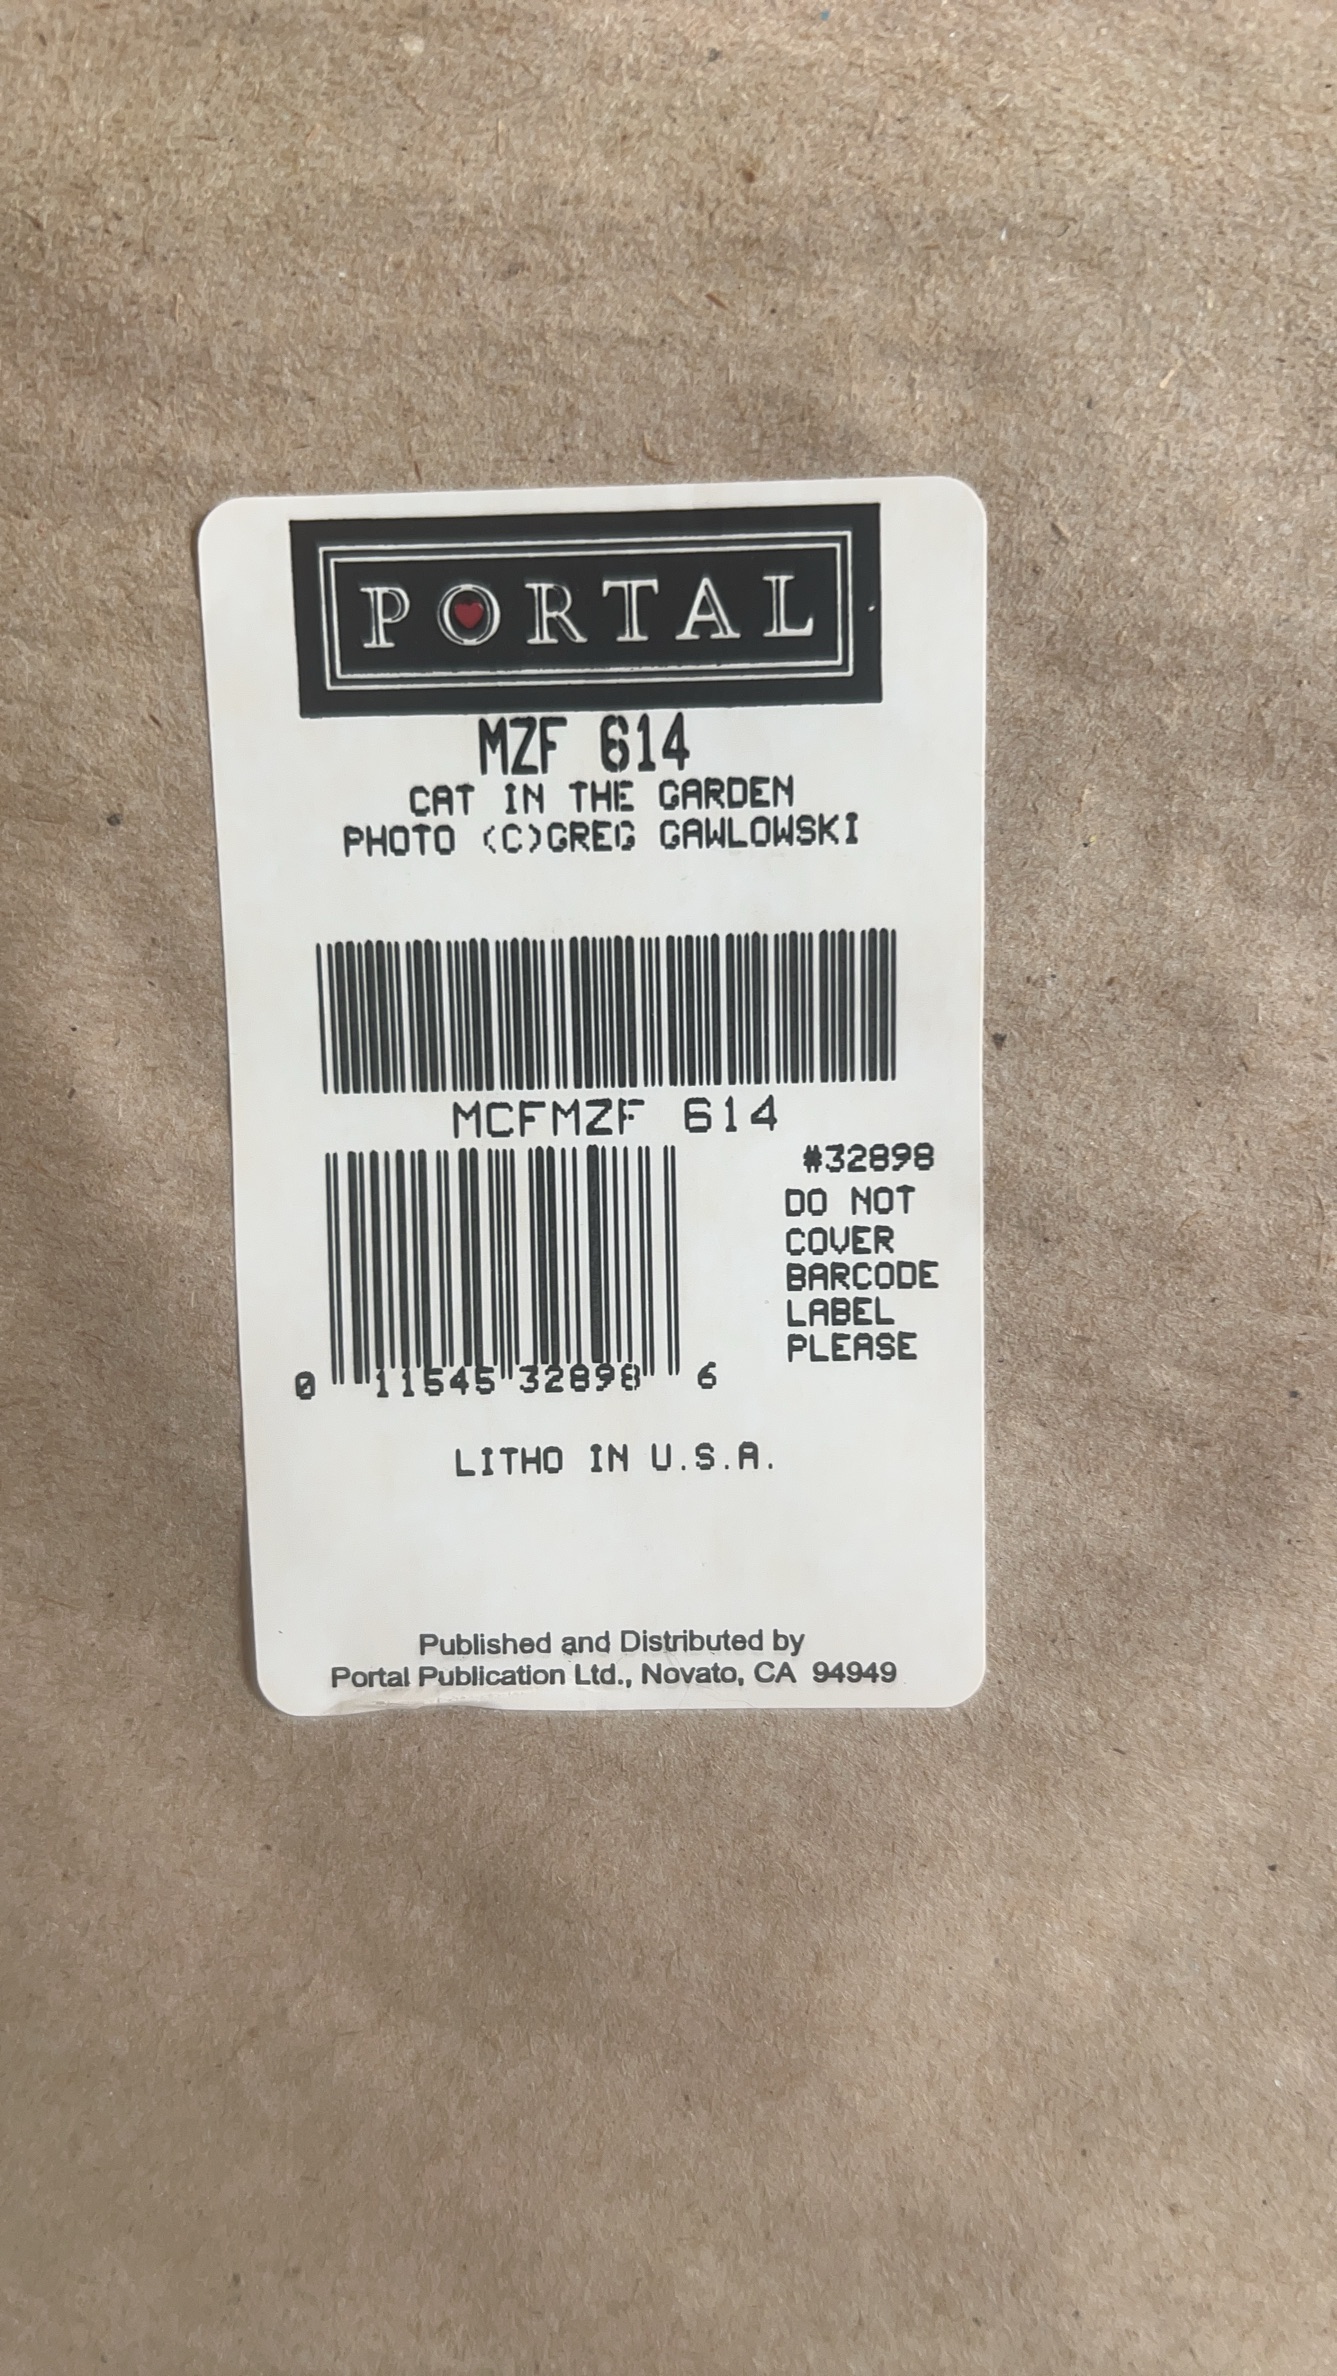 PORTAL
MZF 614
CAT IN THE GARDEN
PHOTO (C)GREG GAWLOWSKI
MCFMZF 614
#32898
DO NOT
COVER
BARCODE
LABEL
PLEASE
0 11545 32898 6
LITHO IN U.S.A.
Published and Distributed by
Portal Publication Ltd., Novato, CA 94949